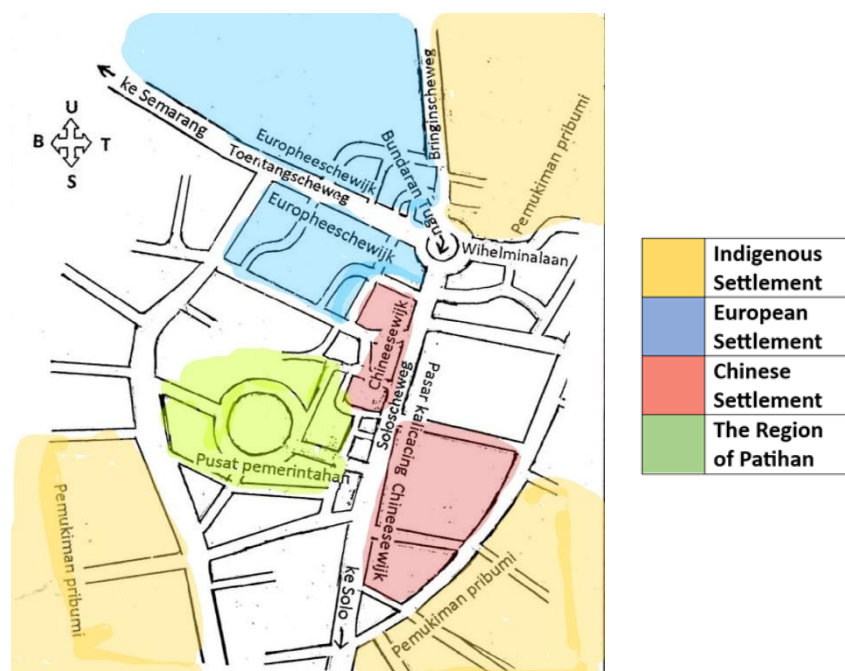 ke Semarang
Bringinscheweg
U
B T
S
Europheeschewijk
Toentangscheweg
Bundaran Tugu
Pemukiman pribumi
Europheeschewijk
Wihelminalaan
Chineesewijk
Soloscheweg
Pasar kalicacing
Chineesewijk
Pusat pemerintahan
Pemukiman pribumi
ke Solo
Pemukiman pribumi
Indigenous
Settlement
European
Settlement
Chinese
Settlement
The Region
of Patihan